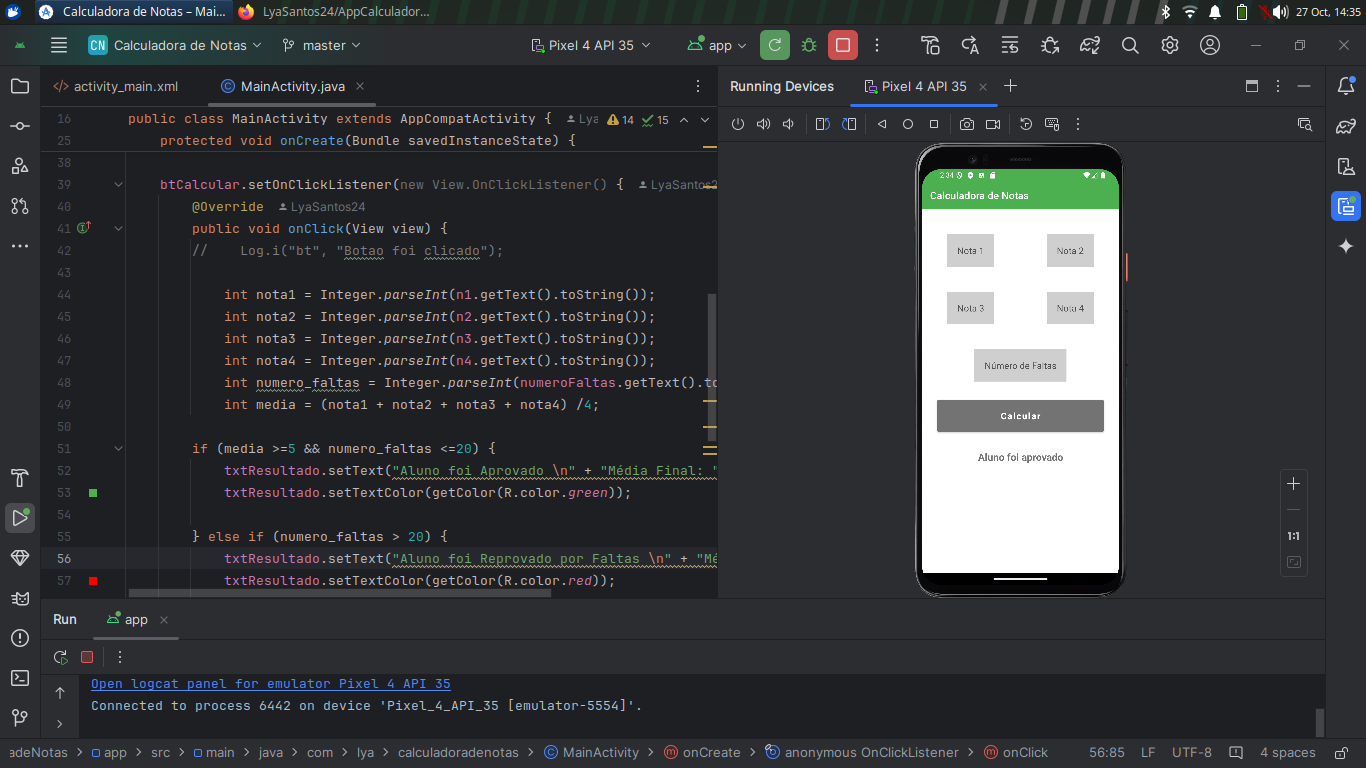 Calculadora de Notas – Mai...
LyaSantos24/AppCalculador...
27 Oct, 14:35
CN Calculadora de Notas
master
Pixel 4 API 35
app
activity_main.xml
MainActivity.java
Running Devices
Pixel 4 API 35
16 public class MainActivity extends AppCompatActivity { Lya 14 15
25 protected void onCreate(Bundle savedInstanceState) {
38
39 btCalcular.setOnClickListener(new View.OnClickListener() { LyaSantos2
40 @Override LyaSantos24
41 public void onClick(View view) {
42 // Log.i("bt", "Botao foi clicado");
43
44 int nota1 = Integer.parseInt(n1.getText().toString());
45 int nota2 = Integer.parseInt(n2.getText().toString());
46 int nota3 = Integer.parseInt(n3.getText().toString());
47 int nota4 = Integer.parseInt(n4.getText().toString());
48 int numero_faltas = Integer.parseInt(numeroFaltas.getText().to
49 int media = (nota1 + nota2 + nota3 + nota4) /4;
50
51 if (media >=5 && numero_faltas <=20) {
52 txtResultado.setText("Aluno foi Aprovado \n" + "Média Final: "
53 txtResultado.setTextColor(getColor(R.color.green));
54
55 } else if (numero_faltas > 20) {
56 txtResultado.setText("Aluno foi Reprovado por Faltas \n" + "Mé
57 txtResultado.setTextColor(getColor(R.color.red));
2:34
Calculadora de Notas
Nota 1
Nota 2
Nota 3
Nota 4
Número de Faltas
Calcular
Aluno foi aprovado
1:1
Run
app
Open logcat panel for emulator Pixel 4 API 35
Connected to process 6442 on device 'Pixel_4_API_35 [emulator-5554]'.
adeNotas > app > src > main > java > com > lya > calculadoradenotas > MainActivity > onCreate > anonymous OnClickListener > onClick
56:85 LF UTF-8 4 spaces